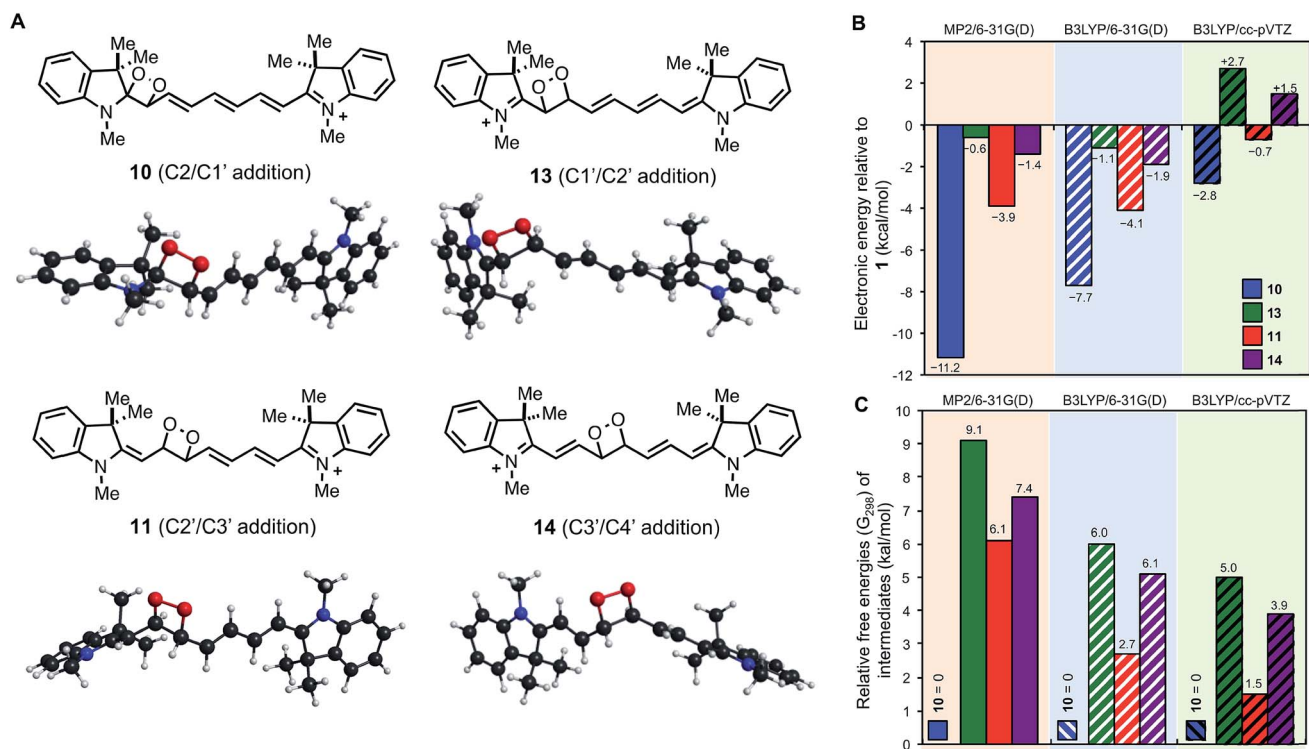 A
Me
Me
O
O
N
Me
N
+
Me
10 (C2/C1' addition)
O
O
Me
Me
N
+
Me
Me
Me
N
Me
13 (C1'/C2' addition)
Me
Me
O
O
N
Me
Me
Me
N
+
Me
11 (C2'/C3' addition)
Me
Me
O
O
N
+
Me
Me
Me
N
Me
14 (C3'/C4' addition)
B
MP2/6-31G(D)
B3LYP/6-31G(D)
B3LYP/cc-pVTZ
Electronic energy relative to
1 (kcal/mol)
4
2
0
-2
-4
-6
-8
-10
-12
−11.2
−0.6
−3.9
−1.4
−7.7
−1.1
−4.1
−1.9
−2.8
+2.7
−0.7
+1.5
10
13
11
14
C
MP2/6-31G(D)
B3LYP/6-31G(D)
B3LYP/cc-pVTZ
Relative free energies (G298) of
intermediates (kal/mol)
10
9
8
7
6
5
4
3
2
1
0
10 = 0
9.1
6.1
7.4
10 = 0
6.0
2.7
6.1
10 = 0
5.0
1.5
3.9